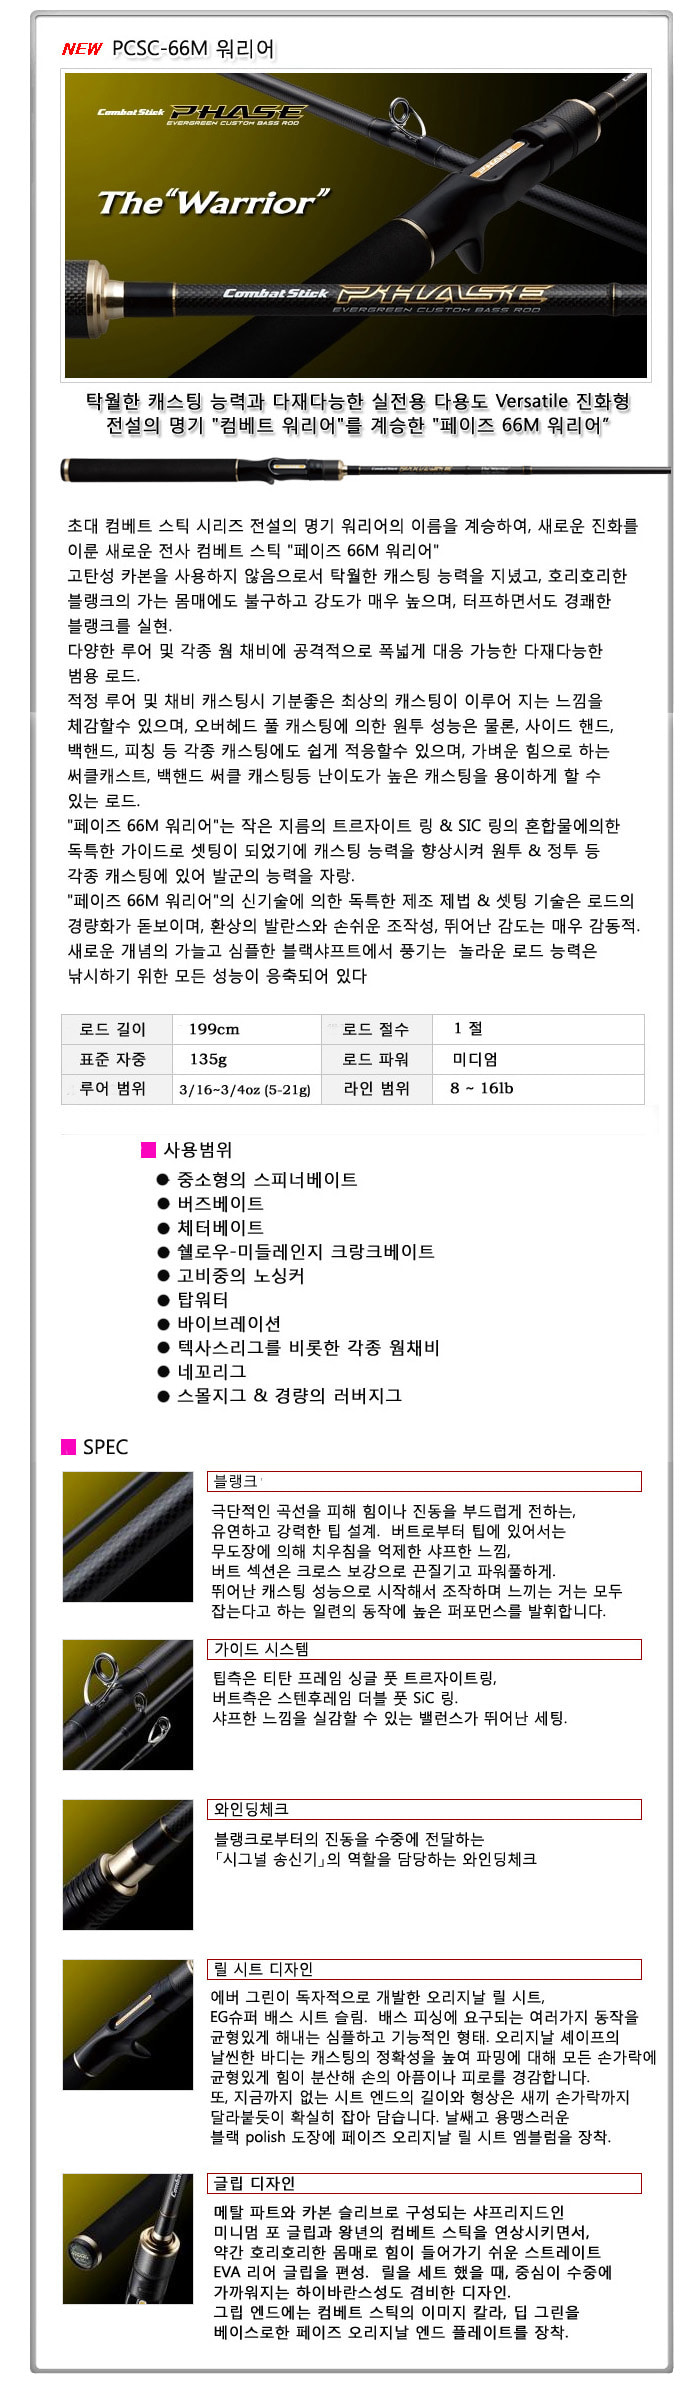 NEW PCSC-66M 워리어
Combat Stick PHASE
EVERGREEN CUSTOM BASS ROD
The "Warrior"
PHASE
Combat Stick PHASE
EVERGREEN CUSTOM BASS ROD
탁월한 캐스팅 능력과 다재다능한 실전용 다용도 Versatile 진화형
전설의 명기 "컴베트 워리어"를 계승한 "페이즈 66M 워리어"
The "Warrior"
초대 컴베트 스틱 시리즈 전설의 명기 워리어의 이름을 계승하여, 새로운 진화를
이룬 새로운 전사 컴베트 스틱 "페이즈 66M 워리어"
고탄성 카본을 사용하지 않음으로서 탁월한 캐스팅 능력을 지녔고, 호리호리한
블랭크의 가는 몸매에도 불구하고 강도가 매우 높으며, 터프하면서도 경쾌한
블랭크를 실현.
다양한 루어 및 각종 웜 채비에 공격적으로 폭넓게 대응 가능한 다재다능한
범용 로드.
적정 루어 및 채비 캐스팅시 기분좋은 최상의 캐스팅이 이루어 지는 느낌을
체감할수 있으며, 오버헤드 풀 캐스팅에 의한 원투 성능은 물론, 사이드 핸드,
백핸드, 피칭 등 각종 캐스팅에도 쉽게 적응할수 있으며, 가벼운 힘으로 하는
써클캐스트, 백핸드 써클 캐스팅등 난이도가 높은 캐스팅을 용이하게 할 수
있는 로드.
"페이즈 66M 워리어"는 작은 지름의 트르자이트 링 & SIC 링의 혼합물에의한
독특한 가이드로 셋팅이 되었기에 캐스팅 능력을 향상시켜 원투 & 정투 등
각종 캐스팅에 있어 발군의 능력을 자랑.
"페이즈 66M 워리어"의 신기술에 의한 독특한 제조 제법 & 셋팅 기술은 로드의
경량화가 돋보이며, 환상의 발란스와 손쉬운 조작성, 뛰어난 감도는 매우 감동적.
새로운 개념의 가늘고 심플한 블랙샤프트에서 풍기는 놀라운 로드 능력은
낚시하기 위한 모든 성능이 응축되어 있다
로드 길이 199cm 로드 절수 1 절
표준 자중 135g 로드 파워 미디엄
루어 범위 3/16~3/4oz (5-21g) 라인 범위 8 ~ 16lb
■ 사용범위
● 중소형의 스피너베이트
● 버즈베이트
● 체터베이트
● 쉘로우-미들레인지 크랑크베이트
● 고비중의 노싱커
● 탑워터
● 바이브레이션
● 텍사스리그를 비롯한 각종 웜채비
● 네꼬리그
● 스몰지그 & 경량의 러버지그
■ SPEC
블랭크
극단적인 곡선을 피해 힘이나 진동을 부드럽게 전하는,
유연하고 강력한 팁 설계. 버트로부터 팁에 있어서는
무도장에 의해 치우침을 억제한 샤프한 느낌,
버트 섹션은 크로스 보강으로 끈질기고 파워풀하게.
뛰어난 캐스팅 성능으로 시작해서 조작하며 느끼는 거는 모두
잡는다고 하는 일련의 동작에 높은 퍼포먼스를 발휘합니다.
가이드 시스템
팁측은 티탄 프레임 싱글 풋 트르자이트링,
버트측은 스텐후레임 더블 풋 SiC 링.
샤프한 느낌을 실감할 수 있는 밸런스가 뛰어난 세팅.
와인딩체크
블랭크로부터의 진동을 수중에 전달하는
「시그널 송신기」의 역할을 담당하는 와인딩체크
릴 시트 디자인
에버 그린이 독자적으로 개발한 오리지날 릴 시트,
EG슈퍼 배스 시트 슬림. 배스 피싱에 요구되는 여러가지 동작을
균형있게 해내는 심플하고 기능적인 형태. 오리지날 셰이프의
날씬한 바디는 캐스팅의 정확성을 높여 파밍에 대해 모든 손가락에
균형있게 힘이 분산해 손의 아픔이나 피로를 경감합니다.
또, 지금까지 없는 시트 엔드의 길이와 형상은 새끼 손가락까지
달라붙듯이 확실히 잡아 담습니다. 날쌔고 용맹스러운
블랙 polish 도장에 페이즈 오리지날 릴 시트 엠블럼을 장착.
글립 디자인
메탈 파트와 카본 슬리브로 구성되는 샤프리지드인
미니멈 포 글립과 왕년의 컴베트 스틱을 연상시키면서,
약간 호리호리한 몸매로 힘이 들어가기 쉬운 스트레이트
EVA 리어 글립을 편성. 릴을 세트 했을 때, 중심이 수중에
가까워지는 하이바란스성도 겸비한 디자인.
그립 엔드에는 컴베트 스틱의 이미지 칼라, 딥 그린을
베이스로한 페이즈 오리지날 엔드 플레이트를 장착.